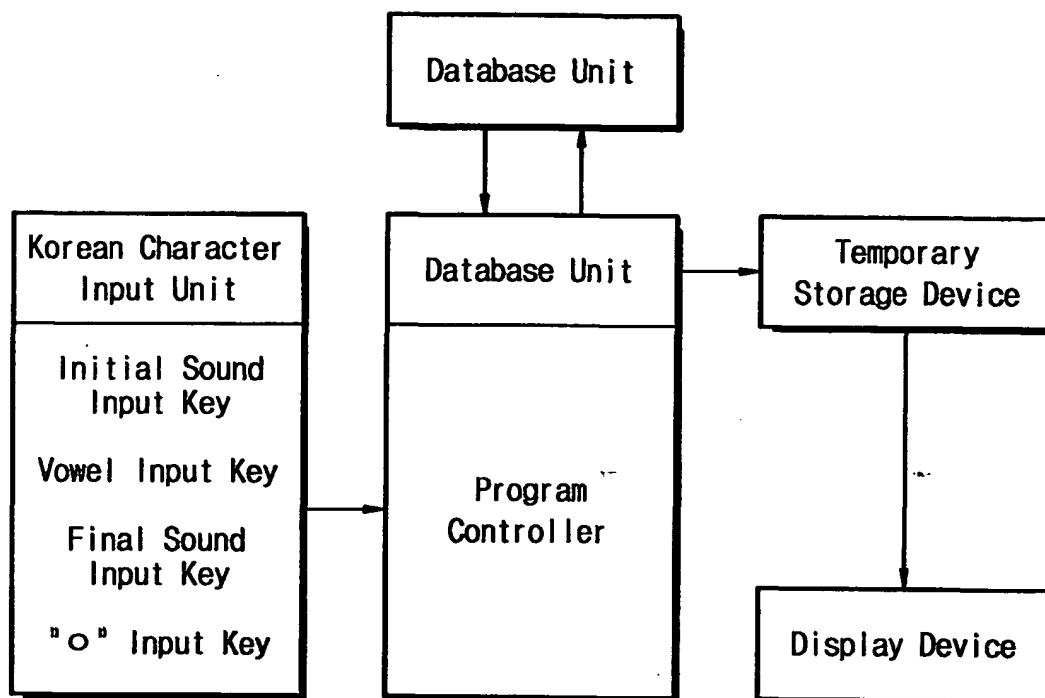 Database Unit
Korean Character
Input Unit
Initial Sound
Input Key
Vowel Input Key
Final Sound
Input Key
"ㅇ" Input Key
Database Unit
Program
Controller
Temporary
Storage Device
Display Device